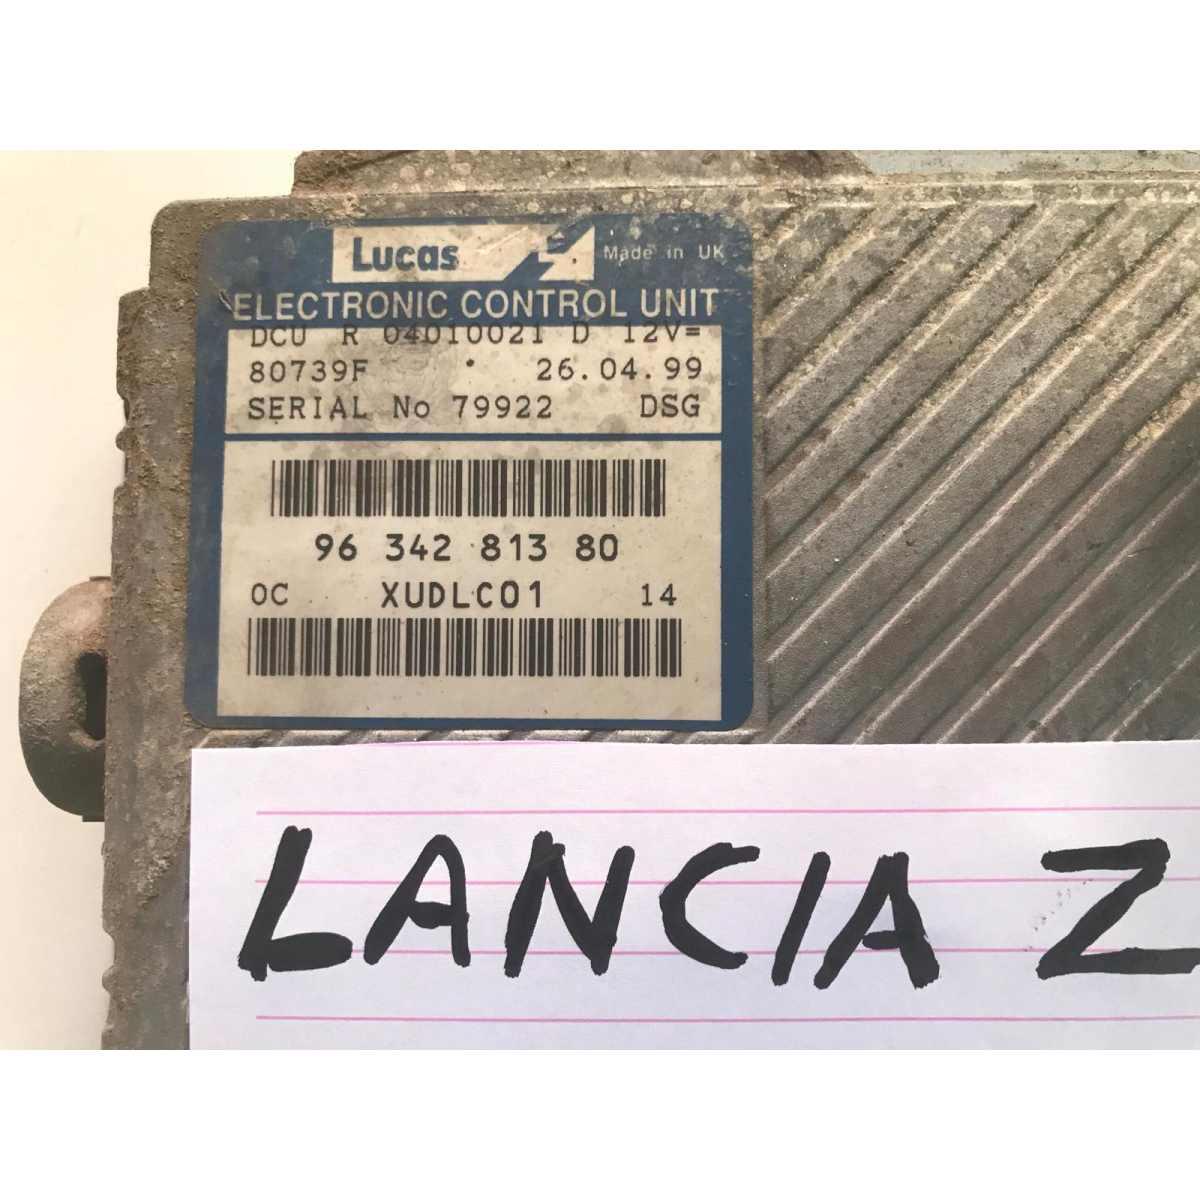 Lucas Made in UK
ELECTRONIC CONTROL UNIT
DCU R 04010021 D 12V=
80739F 26.04.99
SERIAL No 79922 DSG
96 342 813 80
0C XUDLC01 14
LANCIA Z